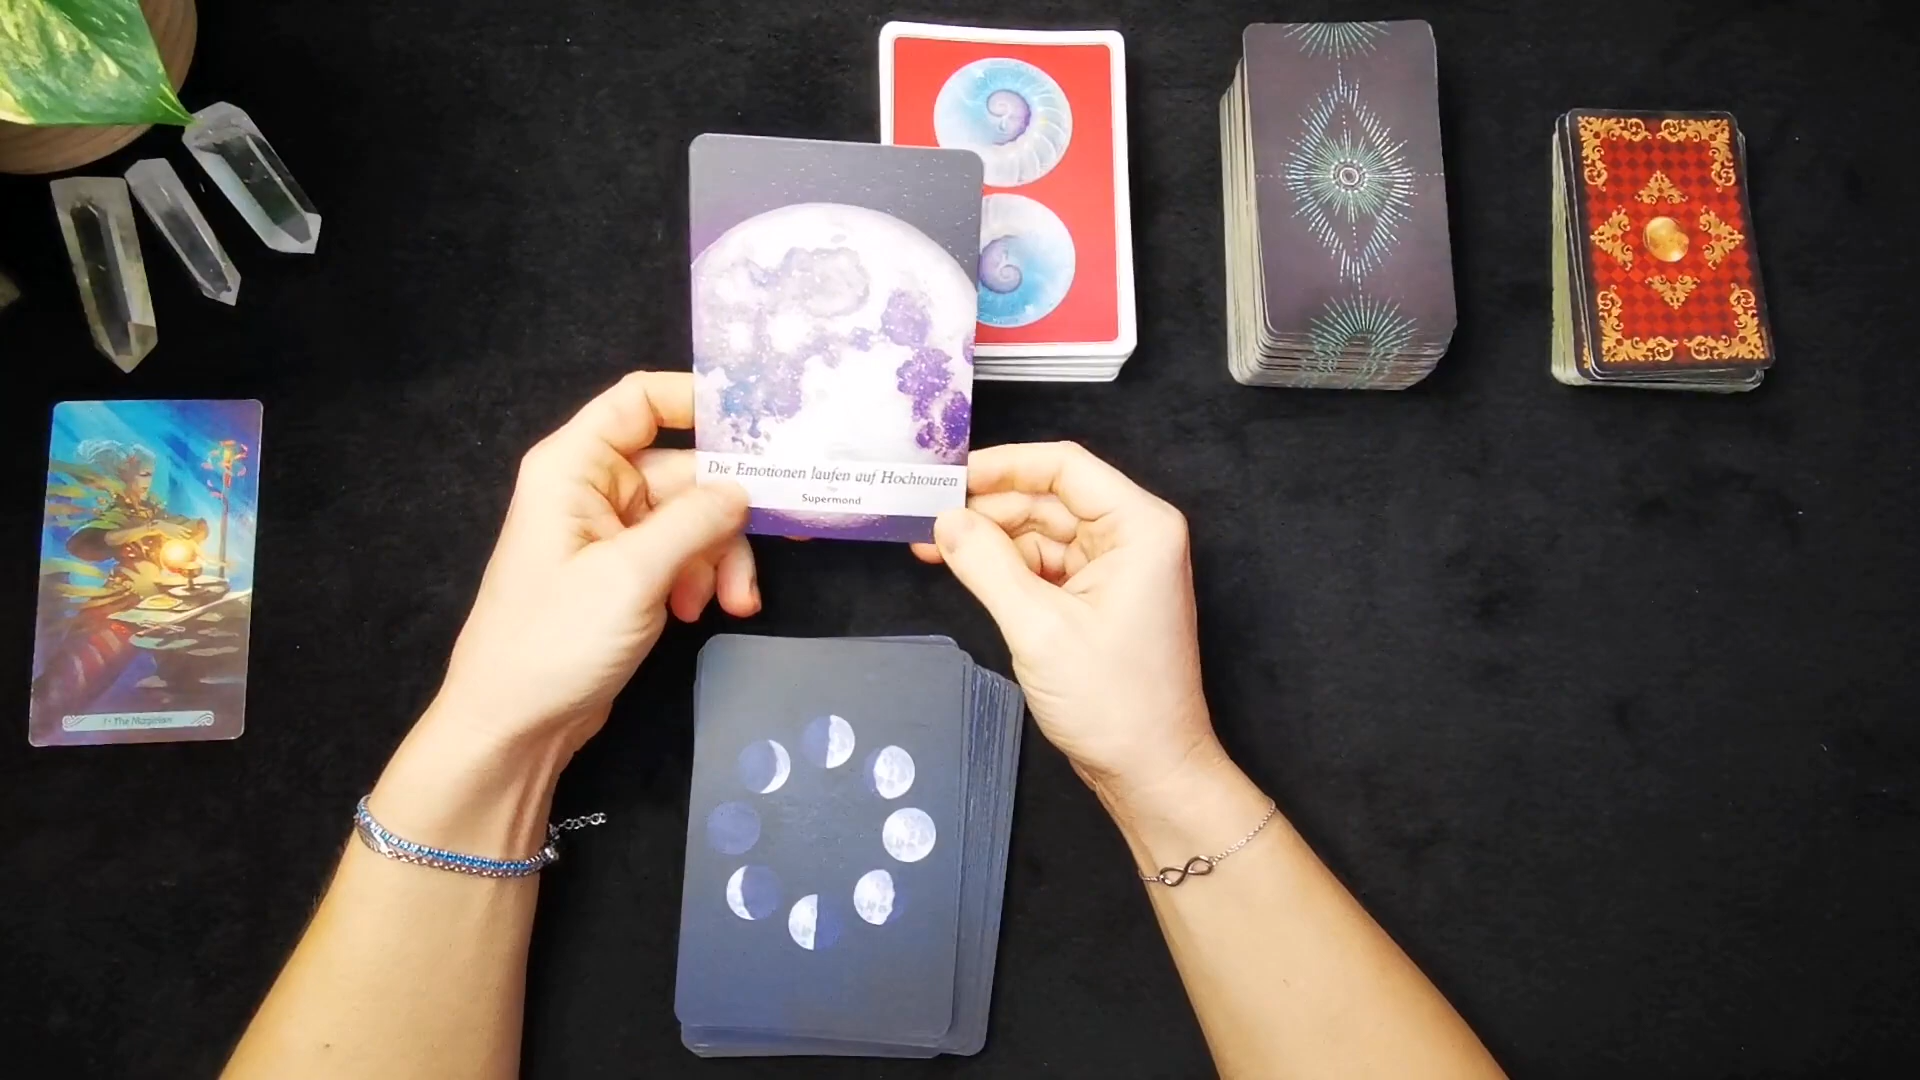 Die Emotionen laufen auf Hochtouren
Supermond
I · The Magician